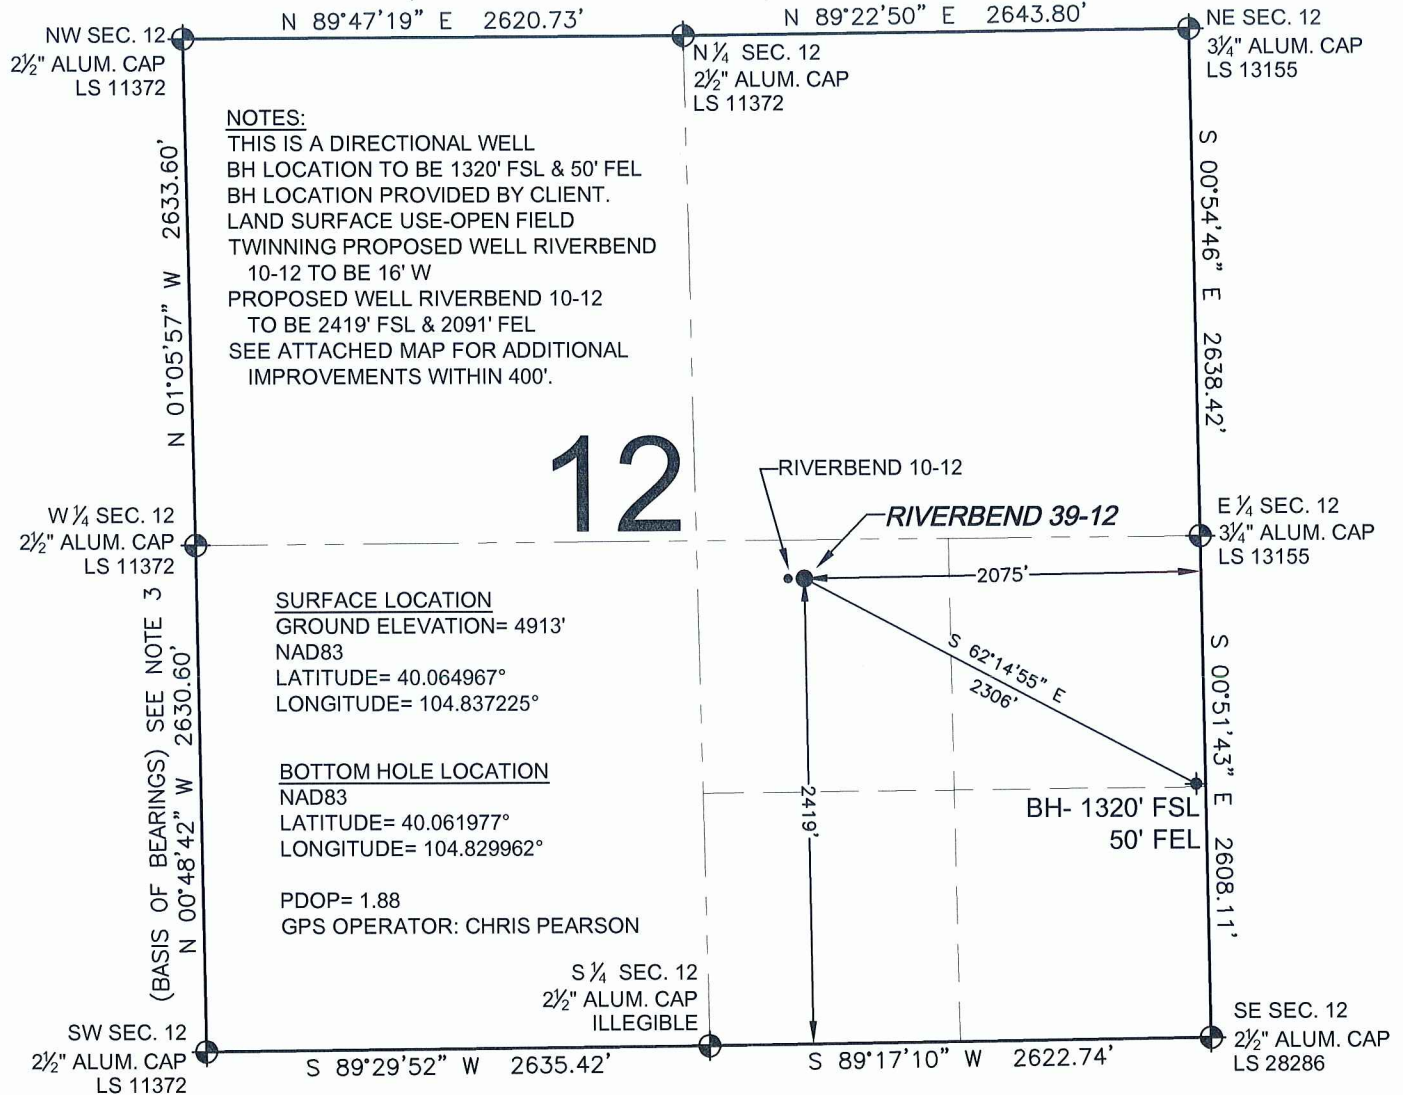 N 89°47'19" E 2620.73'
N 89°22'50" E 2643.80'
NW SEC. 12
2½" ALUM. CAP
LS 11372
N ¼ SEC. 12
2½" ALUM. CAP
LS 11372
NE SEC. 12
3¼" ALUM. CAP
LS 13155
NOTES:
THIS IS A DIRECTIONAL WELL
BH LOCATION TO BE 1320' FSL & 50' FEL
BH LOCATION PROVIDED BY CLIENT.
LAND SURFACE USE-OPEN FIELD
TWINNING PROPOSED WELL RIVERBEND
10-12 TO BE 16' W
PROPOSED WELL RIVERBEND 10-12
TO BE 2419' FSL & 2091' FEL
SEE ATTACHED MAP FOR ADDITIONAL
IMPROVEMENTS WITHIN 400'.
N 01°05'57" W 2633.60'
S 00°54'46" E 2638.42'
12
RIVERBEND 10-12
RIVERBEND 39-12
W ¼ SEC. 12
2½" ALUM. CAP
LS 11372
E ¼ SEC. 12
3¼" ALUM. CAP
LS 13155
2075'
SURFACE LOCATION
GROUND ELEVATION= 4913'
NAD83
LATITUDE= 40.064967°
LONGITUDE= 104.837225°
S 62°14'55" E
2306'
2419'
BOTTOM HOLE LOCATION
NAD83
LATITUDE= 40.061977°
LONGITUDE= 104.829962°
PDOP= 1.88
GPS OPERATOR: CHRIS PEARSON
BH- 1320' FSL
50' FEL
(BASIS OF BEARINGS) SEE NOTE 3
N 00°48'42" W 2630.60'
S 00°51'43" E 2608.11'
S ¼ SEC. 12
2½" ALUM. CAP
ILLEGIBLE
SW SEC. 12
2½" ALUM. CAP
LS 11372
SE SEC. 12
2½" ALUM. CAP
LS 28286
S 89°29'52" W 2635.42'
S 89°17'10" W 2622.74'